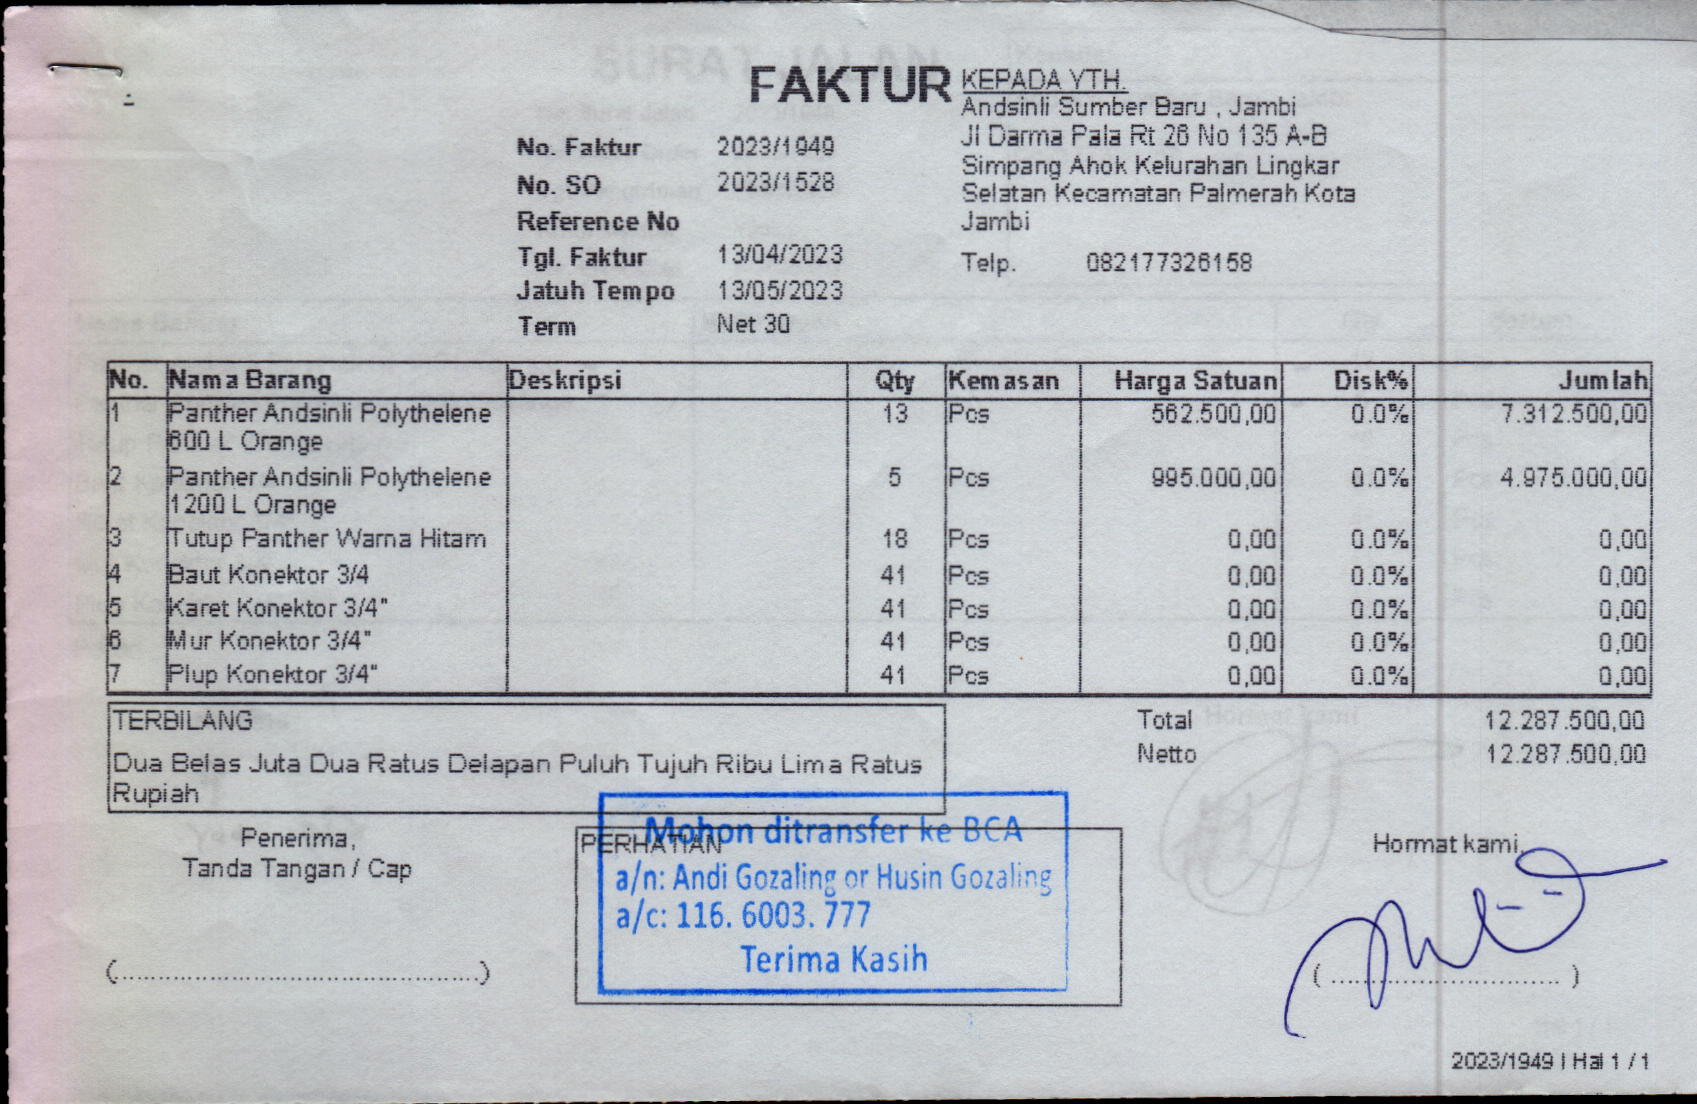 FAKTUR
KEPADA YTH.
Andsinli Sumber Baru , Jambi
Jl Darma Pala Rt 26 No 135 A-B
Simpang Ahok Kelurahan Lingkar
Selatan Kecamatan Palmerah Kota
Jambi
Telp. 082177326158
No. Faktur 2023/1949
No. SO 2023/1528
Reference No
Tgl. Faktur 13/04/2023
Jatuh Tempo 13/05/2023
Term Net 30
No. Nama Barang Deskripsi Qty Kemasan Harga Satuan Disk% Jumlah
1 Panther Andsinli Polythelene 13 Pcs 562.500,00 0.0% 7.312.500,00
600 L Orange
2 Panther Andsinli Polythelene 5 Pcs 995.000,00 0.0% 4.975.000,00
1200 L Orange
3 Tutup Panther Warna Hitam 18 Pcs 0,00 0.0% 0,00
4 Baut Konektor 3/4 41 Pcs 0,00 0.0% 0,00
5 Karet Konektor 3/4" 41 Pcs 0,00 0.0% 0,00
6 Mur Konektor 3/4" 41 Pcs 0,00 0.0% 0,00
7 Plup Konektor 3/4" 41 Pcs 0,00 0.0% 0,00
TERBILANG
Dua Belas Juta Dua Ratus Delapan Puluh Tujuh Ribu Lima Ratus
Rupiah
Total 12.287.500,00
Netto 12.287.500,00
Penerima,
Tanda Tangan / Cap
(........................................)
PERHATIAN
Mohon ditransfer ke BCA
a/n: Andi Gozaling or Husin Gozaling
a/c: 116. 6003. 777
Terima Kasih
Hormat kami,
(............................)
2023/1949 | Hal 1 / 1